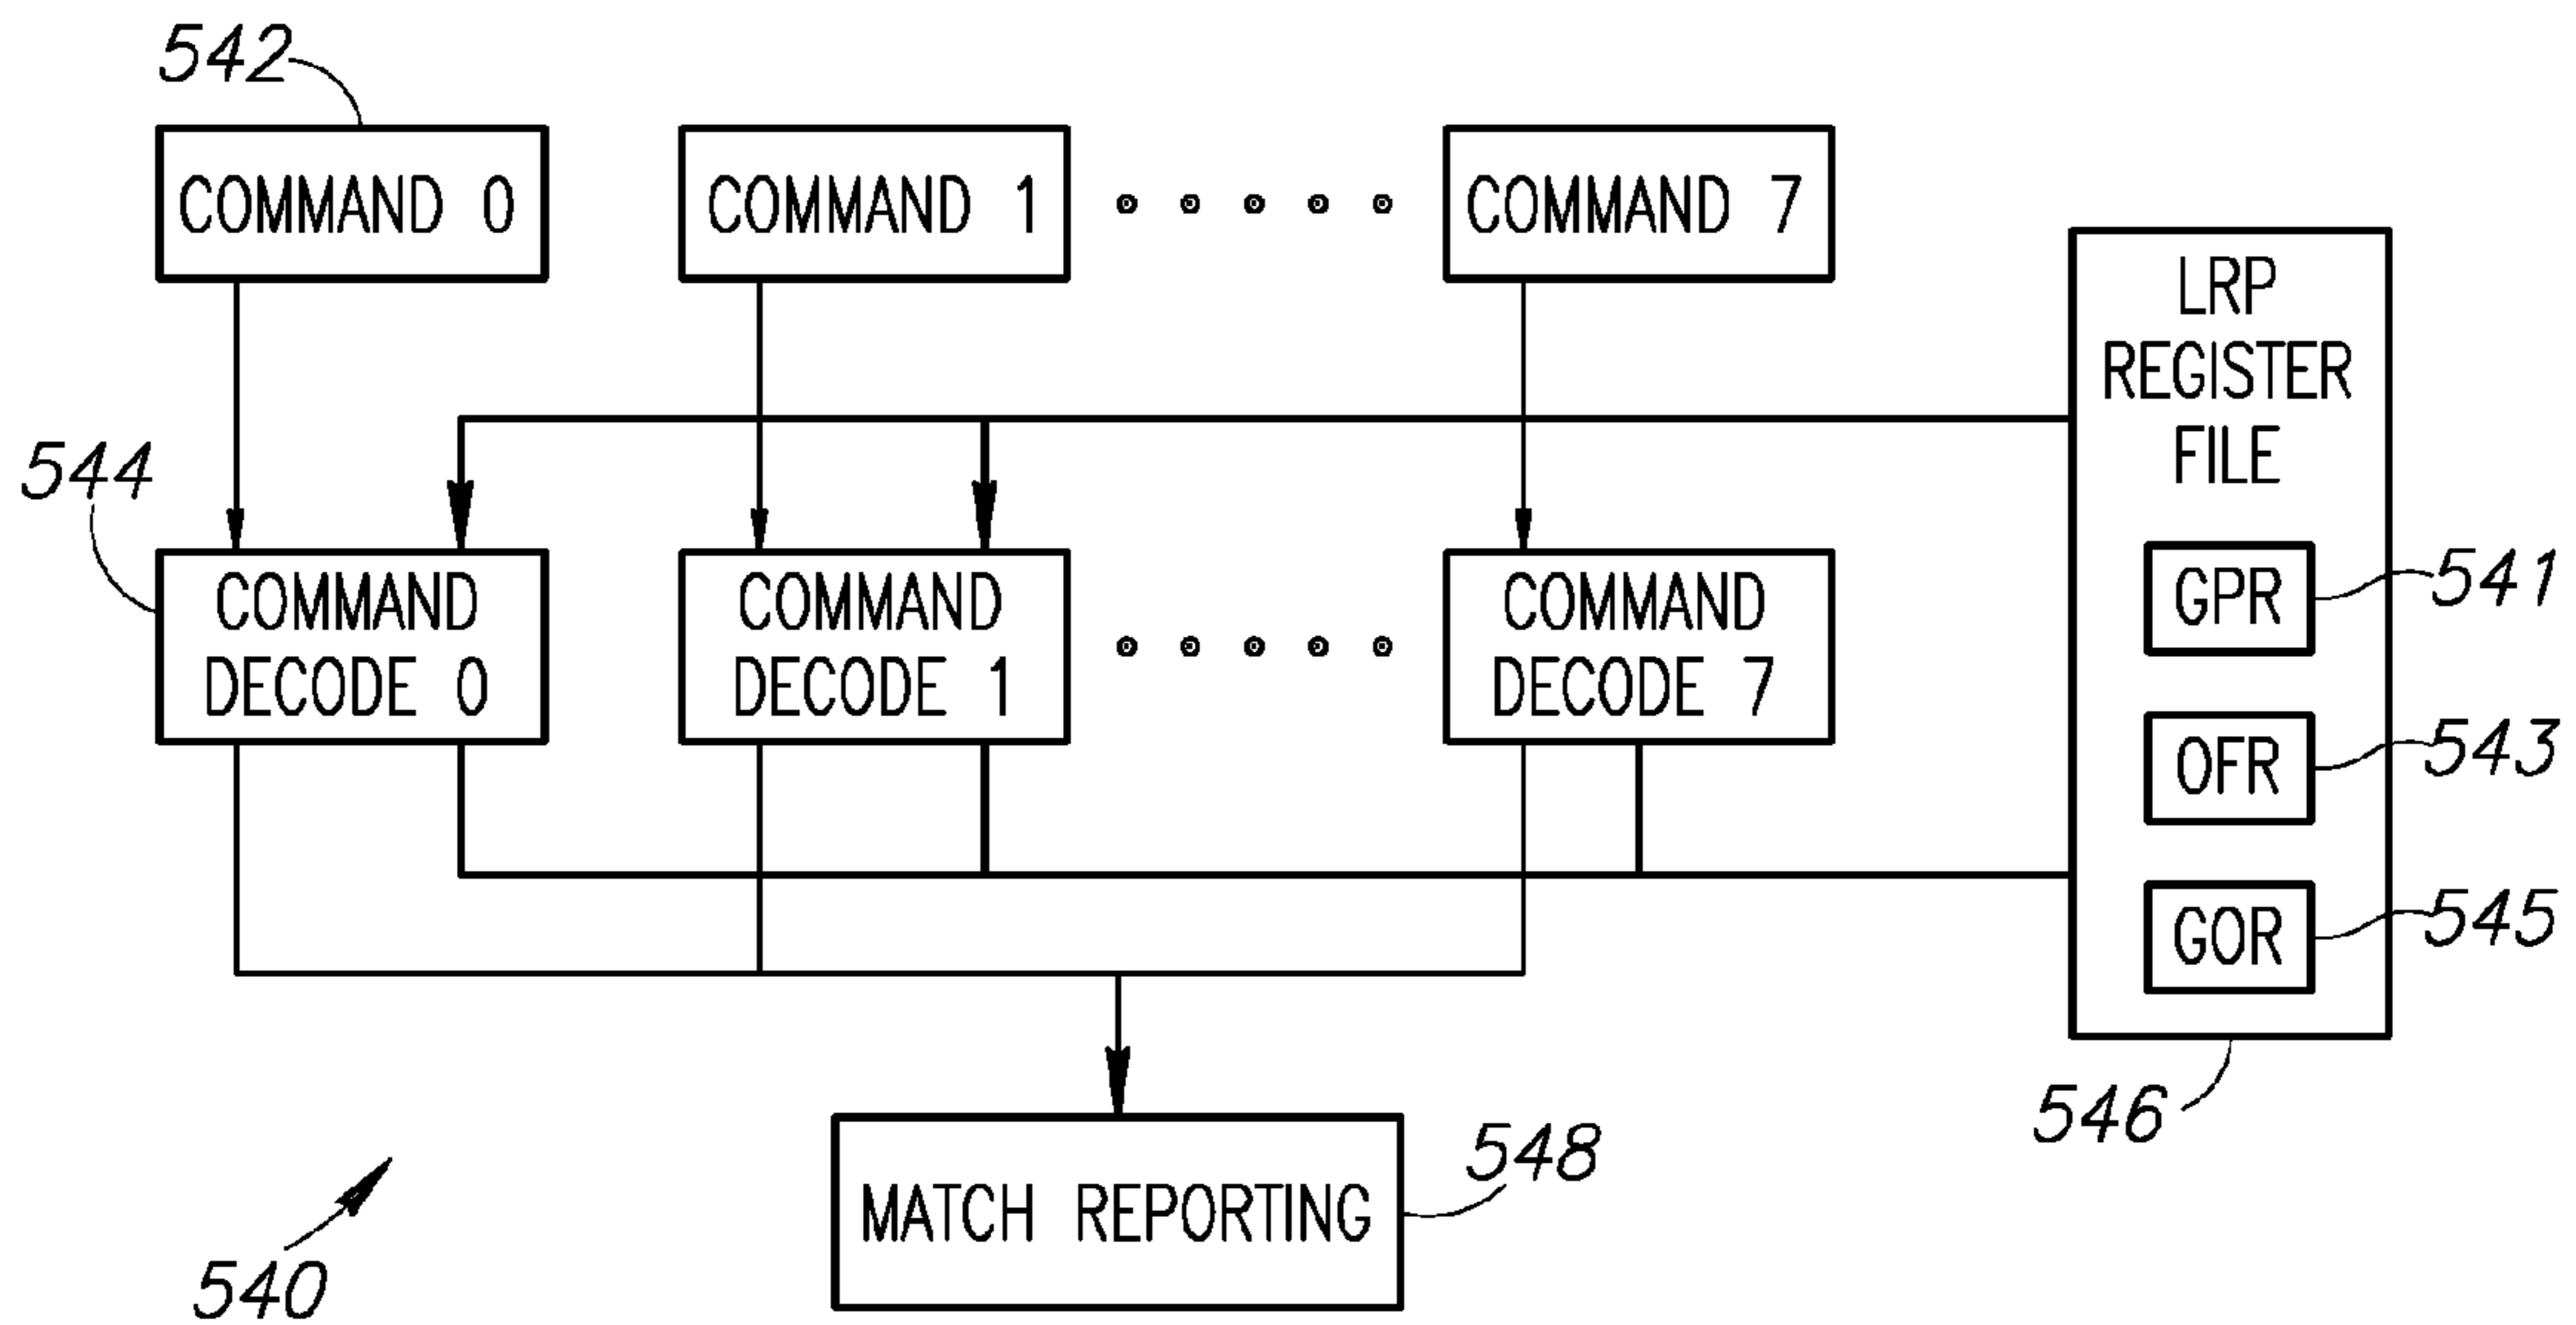 542
COMMAND 0
COMMAND 1
COMMAND 7
LRP
REGISTER
FILE
544
COMMAND
DECODE 0
COMMAND
DECODE 1
COMMAND
DECODE 7
GPR
541
OFR
543
GOR
545
546
MATCH REPORTING
548
540